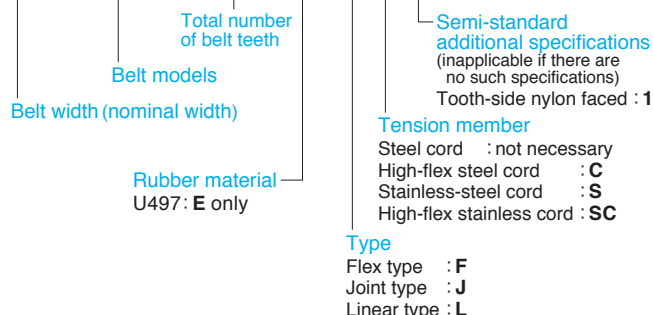 Total number
of belt teeth
Belt models
Belt width (nominal width)
Rubber material
U497 : E only
Semi-standard
additional specifications
(inapplicable if there are
no such specifications)
Tooth-side nylon faced : 1
Tension member
Steel cord : not necessary
High-flex steel cord : C
Stainless-steel cord : S
High-flex stainless cord : SC
Type
Flex type : F
Joint type : J
Linear type : L